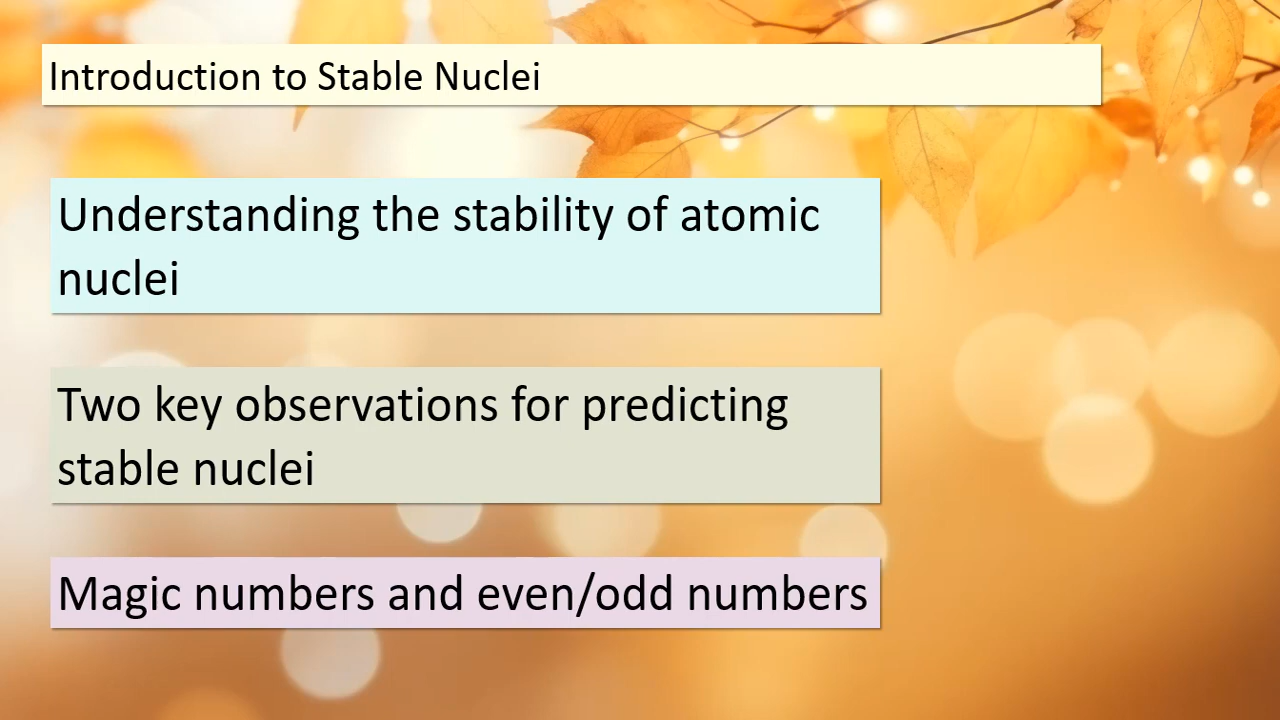 Introduction to Stable Nuclei
Understanding the stability of atomic
nuclei
Two key observations for predicting
stable nuclei
Magic numbers and even/odd numbers